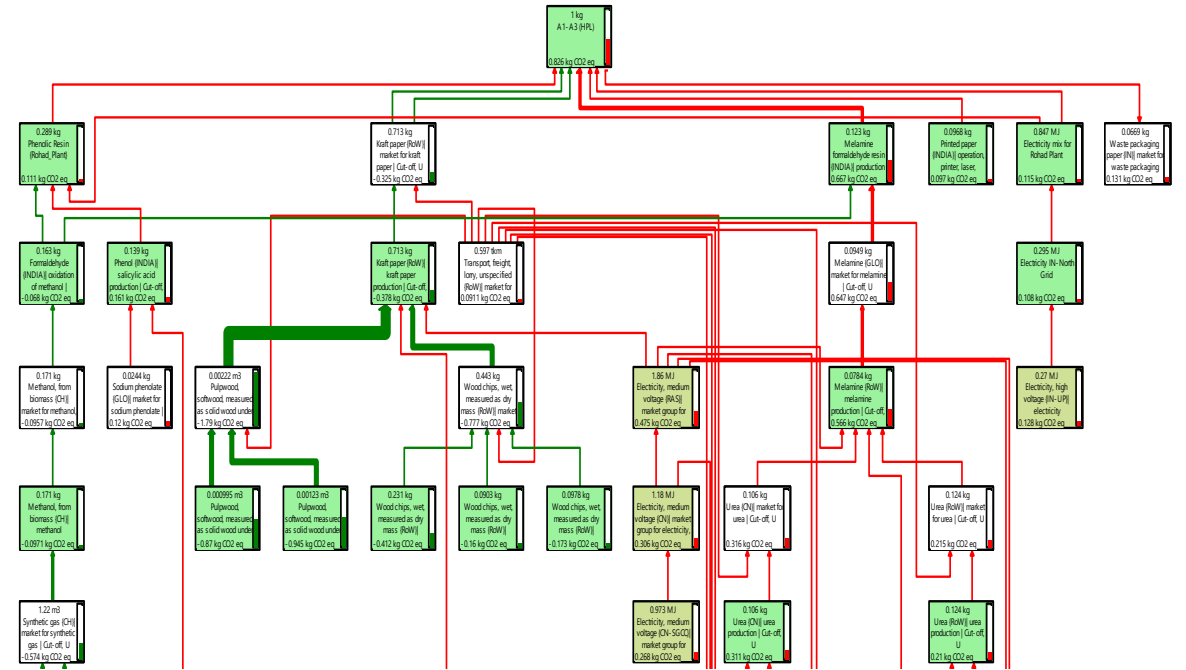 1 kg
A1- A3 (HPL)
0.826 kg CO2 eq
0.289 kg
Phenolic Resin
(Rohad_Plant)
0.111 kg CO2 eq
0.713 kg
Kraft paper (RoW)|
market for kraft
paper | Cut-off, U
-0.325 kg CO2 eq
0.123 kg
Melamine
formaldehyde resin
(INDIA)| production
0.667 kg CO2 eq
0.0968 kg
Printed paper
(INDIA)| operation,
printer, laser,
0.097 kg CO2 eq
0.847 MJ
Electricity mix for
Rohad Plant
0.115 kg CO2 eq
0.0669 kg
Waste packaging
paper (IN)| market for
waste packaging
0.131 kg CO2 eq
0.163 kg
Formaldehyde
(INDIA)| oxidation
of methanol |
-0.068 kg CO2 eq
0.139 kg
Phenol (INDIA)|
salicylic acid
production | Cut-off,
0.161 kg CO2 eq
0.713 kg
Kraft paper (RoW)|
kraft paper
production | Cut-off,
-0.378 kg CO2 eq
0.597 tkm
Transport, freight,
lorry, unspecified
(RoW)| market for
0.0911 kg CO2 eq
0.0949 kg
Melamine (GLO)|
market for melamine
| Cut-off, U
0.647 kg CO2 eq
0.295 MJ
Electricity IN- North
Grid
0.108 kg CO2 eq
0.171 kg
Methanol, from
biomass (CH)|
market for methanol,
-0.0957 kg CO2 eq
0.0244 kg
Sodium phenolate
(GLO)| market for
sodium phenolate |
0.12 kg CO2 eq
0.00222 m3
Pulpwood,
softwood, measured
as solid wood under
-1.79 kg CO2 eq
0.443 kg
Wood chips, wet,
measured as dry
mass (RoW)| market
-0.777 kg CO2 eq
1.86 MJ
Electricity, medium
voltage (RAS)|
market group for
0.475 kg CO2 eq
0.0784 kg
Melamine (RoW)|
melamine
production | Cut-off,
0.566 kg CO2 eq
0.27 MJ
Electricity, high
voltage (IN-UP)|
electricity
0.128 kg CO2 eq
0.171 kg
Methanol, from
biomass (CH)|
methanol
-0.0971 kg CO2 eq
0.000995 m3
Pulpwood,
softwood, measured
as solid wood under
-0.87 kg CO2 eq
0.00123 m3
Pulpwood,
softwood, measured
as solid wood under
-0.945 kg CO2 eq
0.231 kg
Wood chips, wet,
measured as dry
mass (RoW)|
-0.412 kg CO2 eq
0.0903 kg
Wood chips, wet,
measured as dry
mass (RoW)|
-0.16 kg CO2 eq
0.0978 kg
Wood chips, wet,
measured as dry
mass (RoW)|
-0.173 kg CO2 eq
1.18 MJ
Electricity, medium
voltage (CN)| market
group for electricity,
0.306 kg CO2 eq
0.106 kg
Urea (CN)| market for
urea | Cut-off, U
0.316 kg CO2 eq
0.124 kg
Urea (RoW)| market
for urea | Cut-off, U
0.215 kg CO2 eq
1.22 m3
Synthetic gas (CH)|
market for synthetic
gas | Cut-off, U
-0.574 kg CO2 eq
0.973 MJ
Electricity, medium
voltage (CN-SGCC)|
market group for
0.268 kg CO2 eq
0.106 kg
Urea (CN)| urea
production | Cut-off,
U
0.311 kg CO2 eq
0.124 kg
Urea (RoW)| urea
production | Cut-off,
U
0.21 kg CO2 eq